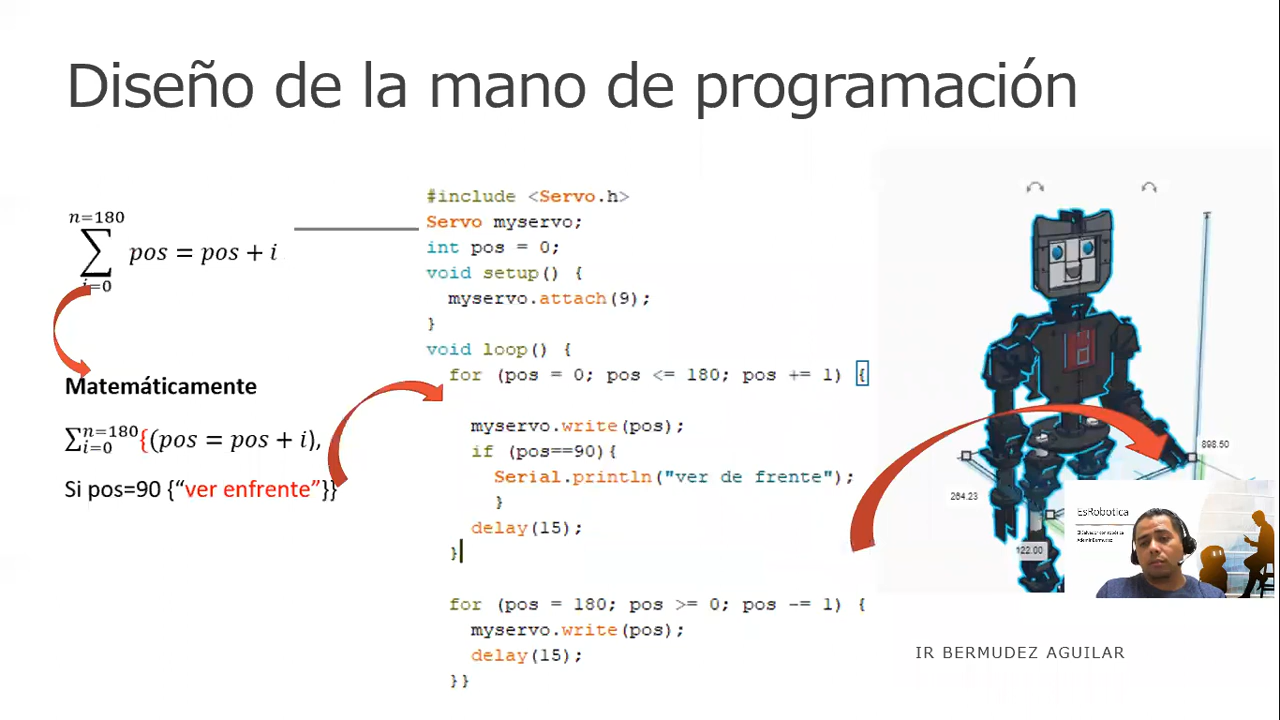 Diseño de la mano de programación
n=180
∑ pos = pos + i
i=0
Matemáticamente
∑ n=180 i=0 {(pos = pos + i),
Si pos=90 {“ver enfrente”}}
#include <Servo.h>
Servo myservo;
int pos = 0;
void setup() {
myservo.attach(9);
}
void loop() {
for (pos = 0; pos <= 180; pos += 1) {
myservo.write(pos);
if (pos==90){
Serial.println("ver de frente");
}
delay(15);
}
for (pos = 180; pos >= 0; pos -= 1) {
myservo.write(pos);
delay(15);
}}
898.50
264.23
122.00
EsRobotica
IR BERMUDEZ AGUILAR